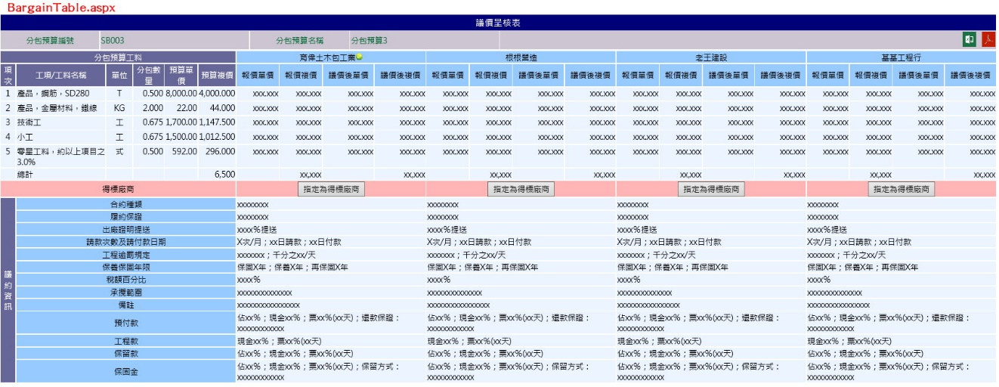 BargainTable.aspx
議價呈核表
分包預算編號 SB003 分包預算名稱 分包預算3
分包預算工料 育偉土木包工業 根根營造 老王建設 基基工程行
項次 工項/工料名稱 單位 分包數量 預算單價 預算複價 報價單價 報價複價 議價後單價 議價後複價 報價單價 報價複價 議價後單價 議價後複價 報價單價 報價複價 議價後單價 議價後複價 報價單價 報價複價 議價後單價 議價後複價
1 產品，鋼筋，SD280 T 0.500 8,000.00 4,000.000 xxx.xxx xxx.xxx xxx.xxx xxx.xxx xxx.xxx xxx.xxx xxx.xxx xxx.xxx xxx.xxx xxx.xxx xxx.xxx xxx.xxx xxx.xxx xxx.xxx xxx.xxx xxx.xxx
2 產品，金屬材料，鐵線 KG 2.000 22.00 44.000 xxx.xxx xxx.xxx xxx.xxx xxx.xxx xxx.xxx xxx.xxx xxx.xxx xxx.xxx xxx.xxx xxx.xxx xxx.xxx xxx.xxx xxx.xxx xxx.xxx xxx.xxx xxx.xxx
3 技術工 工 0.675 1,700.00 1,147.500 xxx.xxx xxx.xxx xxx.xxx xxx.xxx xxx.xxx xxx.xxx xxx.xxx xxx.xxx xxx.xxx xxx.xxx xxx.xxx xxx.xxx xxx.xxx xxx.xxx xxx.xxx xxx.xxx
4 小工 工 0.675 1,500.00 1,012.500 xxx.xxx xxx.xxx xxx.xxx xxx.xxx xxx.xxx xxx.xxx xxx.xxx xxx.xxx xxx.xxx xxx.xxx xxx.xxx xxx.xxx xxx.xxx xxx.xxx xxx.xxx xxx.xxx
5 零星工料，約以上項目之3.0% 式 0.500 592.00 296.000 xxx.xxx xxx.xxx xxx.xxx xxx.xxx xxx.xxx xxx.xxx xxx.xxx xxx.xxx xxx.xxx xxx.xxx xxx.xxx xxx.xxx xxx.xxx xxx.xxx xxx.xxx xxx.xxx
總計 6,500 xx,xxx xx,xxx xx,xxx xx,xxx xx,xxx xx,xxx xx,xxx xx,xxx
得標廠商 指定為得標廠商 指定為得標廠商 指定為得標廠商 指定為得標廠商
議約資訊
合約種類 xxxxxxxx xxxxxxxx xxxxxxxx xxxxxxxx
履約保證 xxxxxxxx xxxxxxxx xxxxxxxx xxxxxxxx
出廠證明提送 xxxx%提送 xxxx%提送 xxxx%提送 xxxx%提送
請款次數及請付款日期 X次/月；xx日請款；xx日付款 X次/月；xx日請款；xx日付款 X次/月；xx日請款；xx日付款 X次/月；xx日請款；xx日付款
工程逾罰規定 xxxxxxx；千分之xx/天 xxxxxxx；千分之xx/天 xxxxxxx；千分之xx/天 xxxxxxx；千分之xx/天
保養保固年限 保固X年；保養X年；再保固X年 保固X年；保養X年；再保固X年 保固X年；保養X年；再保固X年 保固X年；保養X年；再保固X年
稅額百分比 xxxx% xxxx% xxxx% xxxx%
承攬範圍 xxxxxxxxxxxxxx xxxxxxxxxxxxxx xxxxxxxxxxxxxx xxxxxxxxxxxxxx
備註 xxxxxxxxxxxxxxxx xxxxxxxxxxxxxxxx xxxxxxxxxxxxxxxx xxxxxxxxxxxxxxxx
預付款 佔xx%；現金xx%；票xx%(xx天)；還款保證：xxxxxxxxxxxx 佔xx%；現金xx%；票xx%(xx天)；還款保證：xxxxxxxxxxxx 佔xx%；現金xx%；票xx%(xx天)；還款保證：xxxxxxxxxxxx 佔xx%；現金xx%；票xx%(xx天)；還款保證：xxxxxxxxxxxx
工程款 現金xx%；票xx%(xx天) 現金xx%；票xx%(xx天) 現金xx%；票xx%(xx天) 現金xx%；票xx%(xx天)
保留款 佔xx%；現金xx%；票xx%(xx天) 佔xx%；現金xx%；票xx%(xx天) 佔xx%；現金xx%；票xx%(xx天) 佔xx%；現金xx%；票xx%(xx天)
保固金 佔xx%；現金xx%；票xx%(xx天)；保留方式：xxxxxxxxxxxx 佔xx%；現金xx%；票xx%(xx天)；保留方式：xxxxxxxxxxxx 佔xx%；現金xx%；票xx%(xx天)；保留方式：xxxxxxxxxxxx 佔xx%；現金xx%；票xx%(xx天)；保留方式：xxxxxxxxxxxx